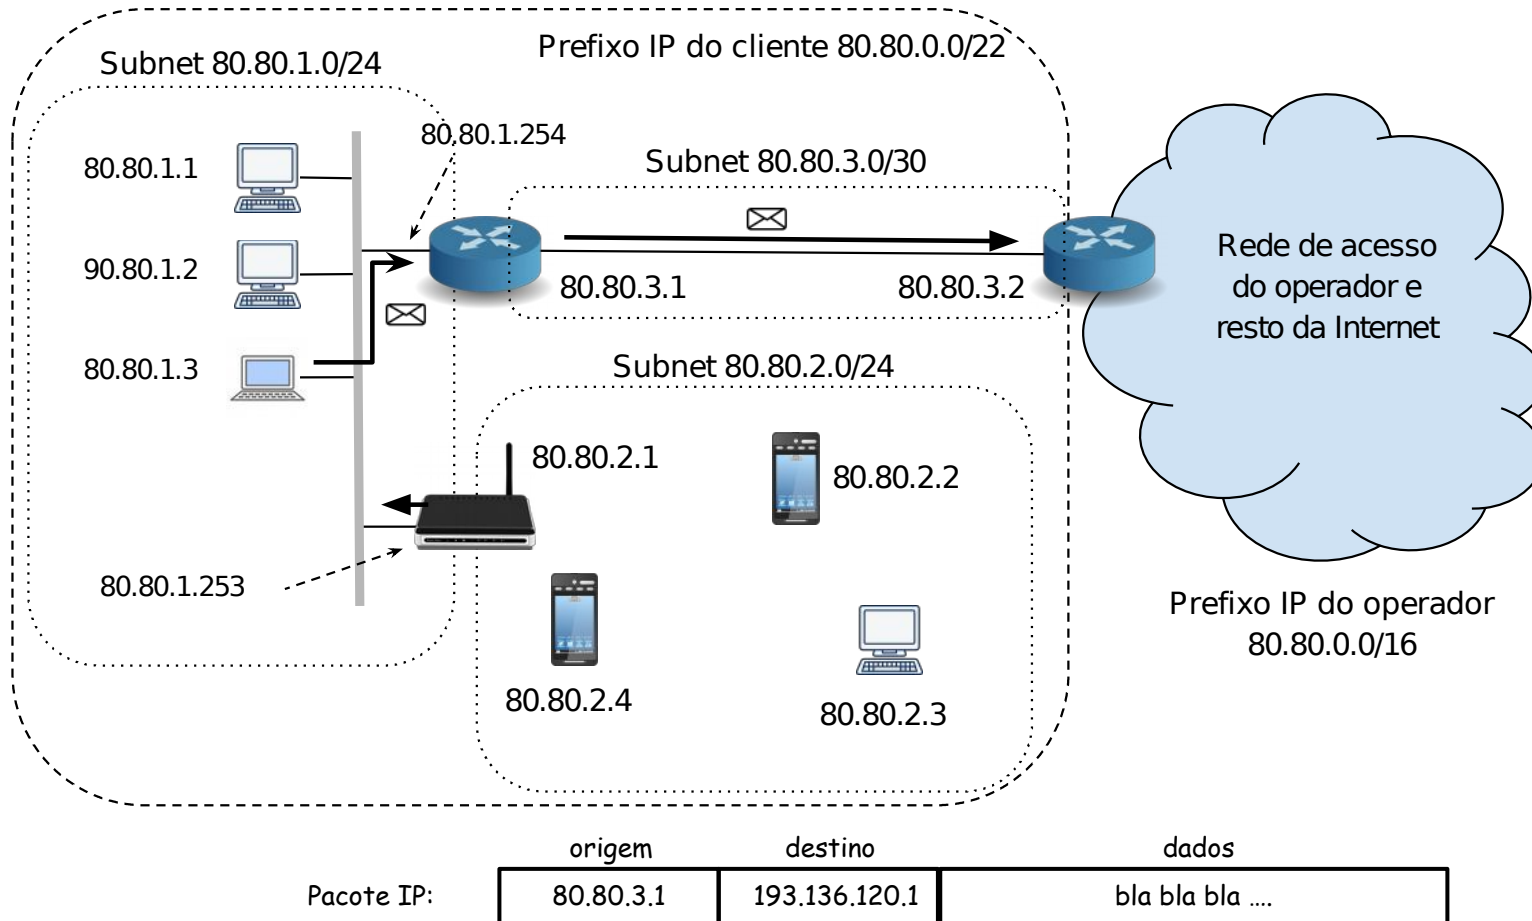 Prefixo IP do cliente 80.80.0.0/22
Subnet 80.80.1.0/24
80.80.1.254
80.80.1.1
Subnet 80.80.3.0/30
90.80.1.2
80.80.3.1
80.80.3.2
Rede de acesso
do operador e
resto da Internet
80.80.1.3
Subnet 80.80.2.0/24
80.80.2.1
80.80.2.2
80.80.1.253
80.80.2.4
80.80.2.3
Prefixo IP do operador
80.80.0.0/16
origem destino dados
Pacote IP: 80.80.3.1 193.136.120.1 bla bla bla ....